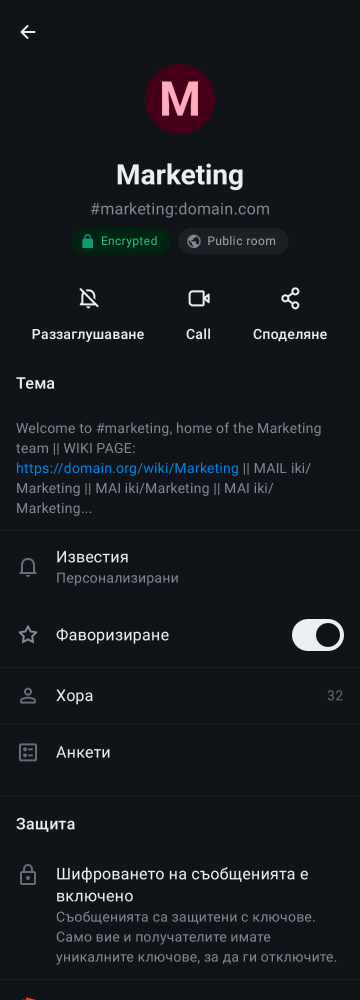 M
Marketing
#marketing:domain.com
Encrypted
Public room
Раззаглушаване
Call
Споделяне
Тема
Welcome to #marketing, home of the Marketing
team || WIKI PAGE:
https://domain.org/wiki/Marketing || MAIL iki/
Marketing || MAI iki/Marketing || MAI iki/
Marketing...
Известия
Персонализирани
Фаворизиране
Хора
32
Анкети
Защита
Шифроването на съобщенията е
включено
Съобщенията са защитени с ключове.
Само вие и получателите имате
уникалните ключове, за да ги отключите.